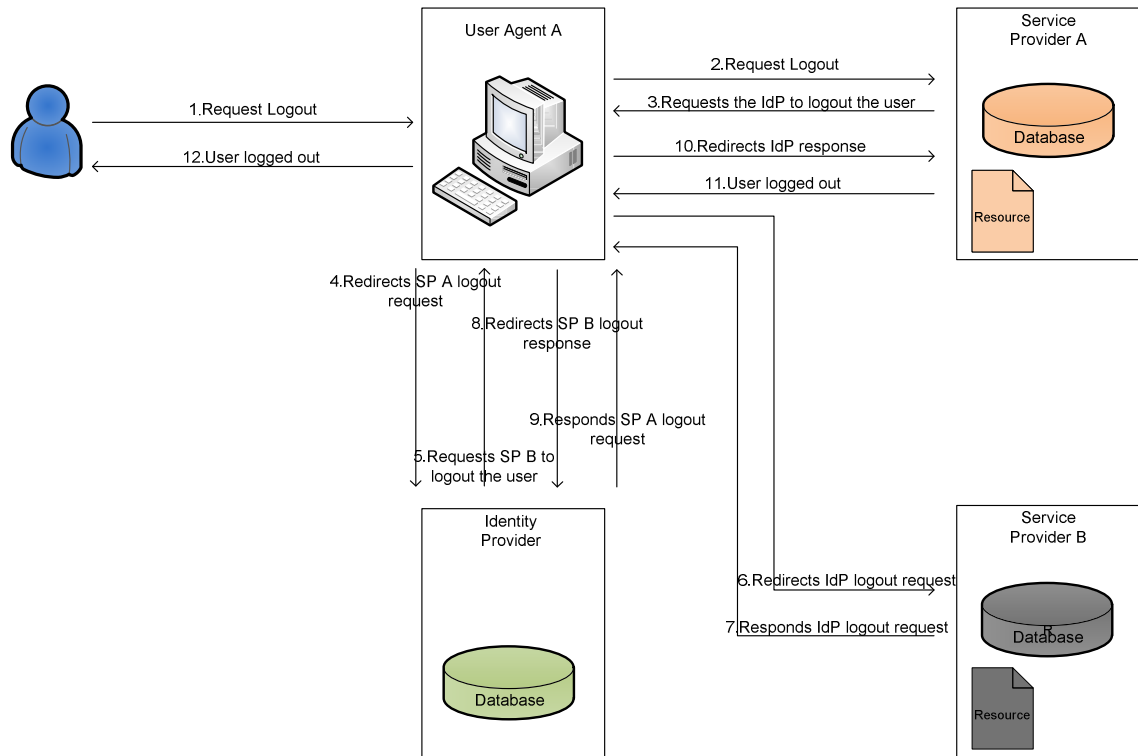 User Agent A
Service
Provider A
2.Request Logout
3.Requests the IdP to logout the user
1.Request Logout
Database
10.Redirects IdP response
12.User logged out
11.User logged out
Resource
4.Redirects SP A logout
request
8.Redirects SP B logout
response
9.Responds SP A logout
request
5.Requests SP B to
logout the user
Identity
Provider
Service
Provider B
6.Redirects IdP logout request
7.Responds IdP logout request
R
Database
Database
Resource